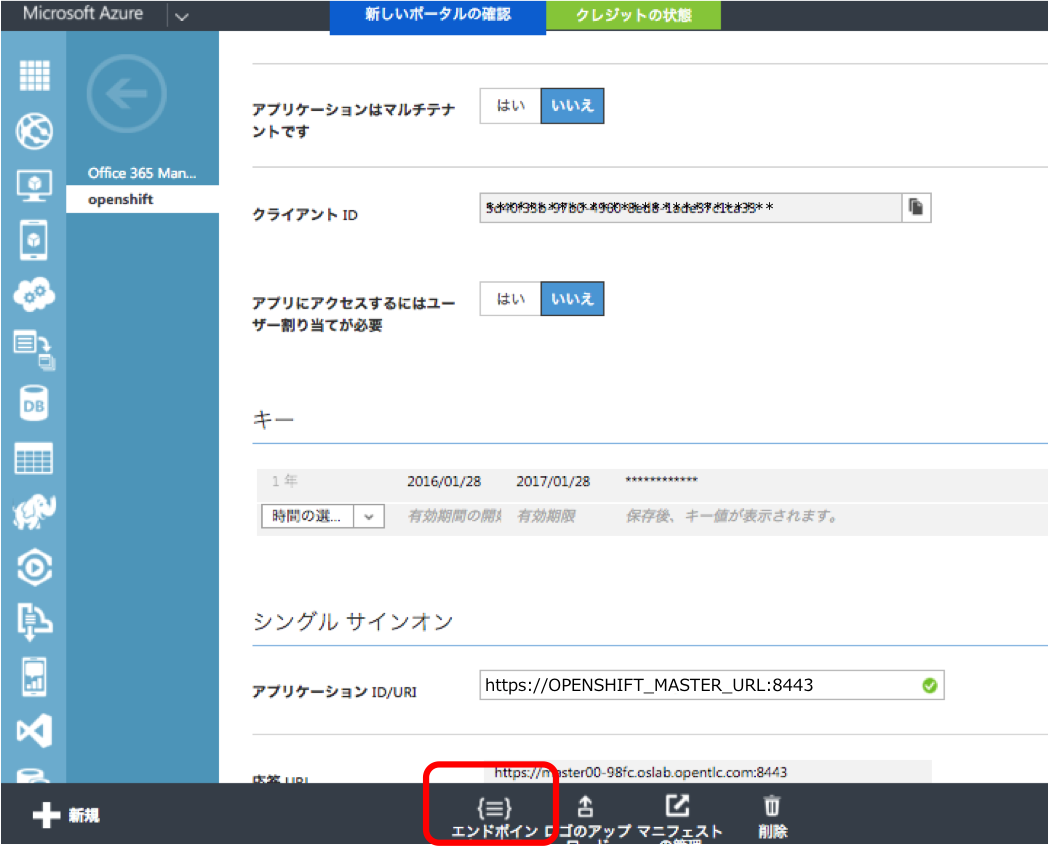 Microsoft Azure
新しいポータルの確認
クレジットの状態
Office 365 Man...
openshift
アプリケーションはマルチテナ
ントです
はい
いいえ
クライアント ID
アプリにアクセスするにはユー
ザー割り当てが必要
はい
いいえ
キー
1 年
2016/01/28
2017/01/28
************
時間の選...
有効期間の開始
有効期限
保存後、キー値が表示されます。
DB
シングル サインオン
アプリケーション ID/URI
https://OPENSHIFT_MASTER_URL:8443
応答 URL
https://master00-98fc.oslab.opentlc.com:8443
新規
エンドポイン
ロゴのアップ
ロード
マニフェスト
の管理
削除